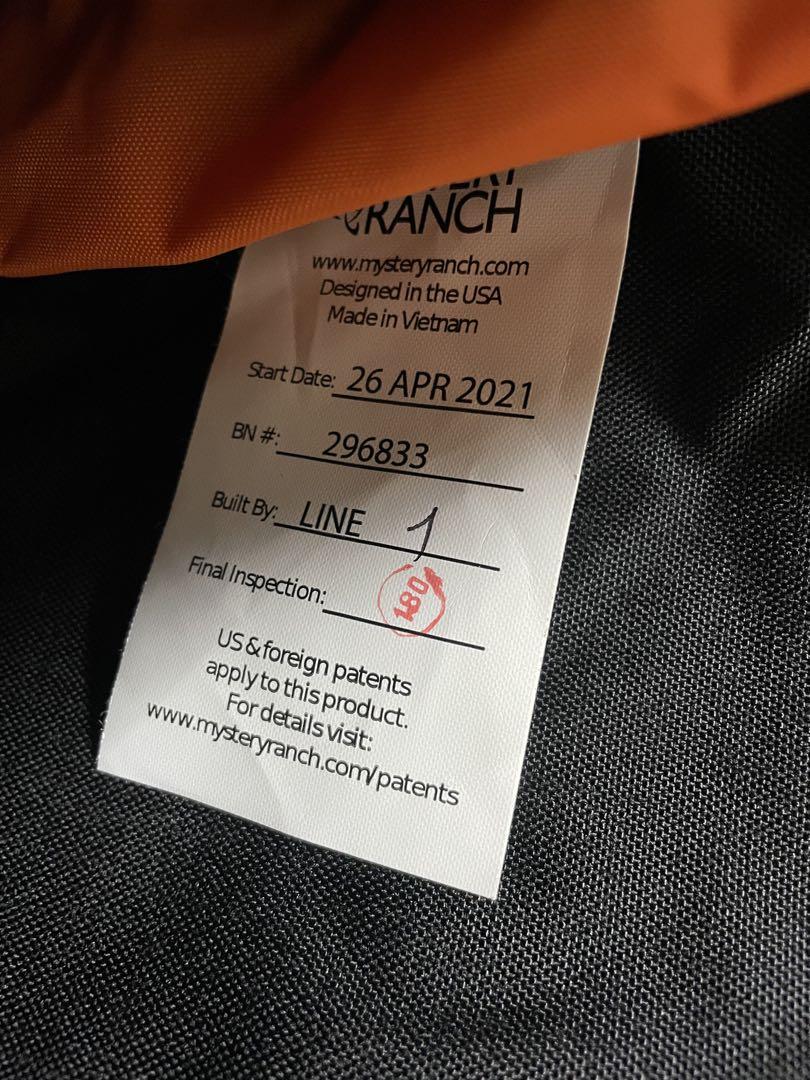 RANCH
www.mysteryranch.com
Designed in the USA
Made in Vietnam
Start Date: 26 APR 2021
BN #: 296833
Built By: LINE 1
Final Inspection: 180
US & foreign patents
apply to this product.
For details visit:
www.mysteryranch.com/patents